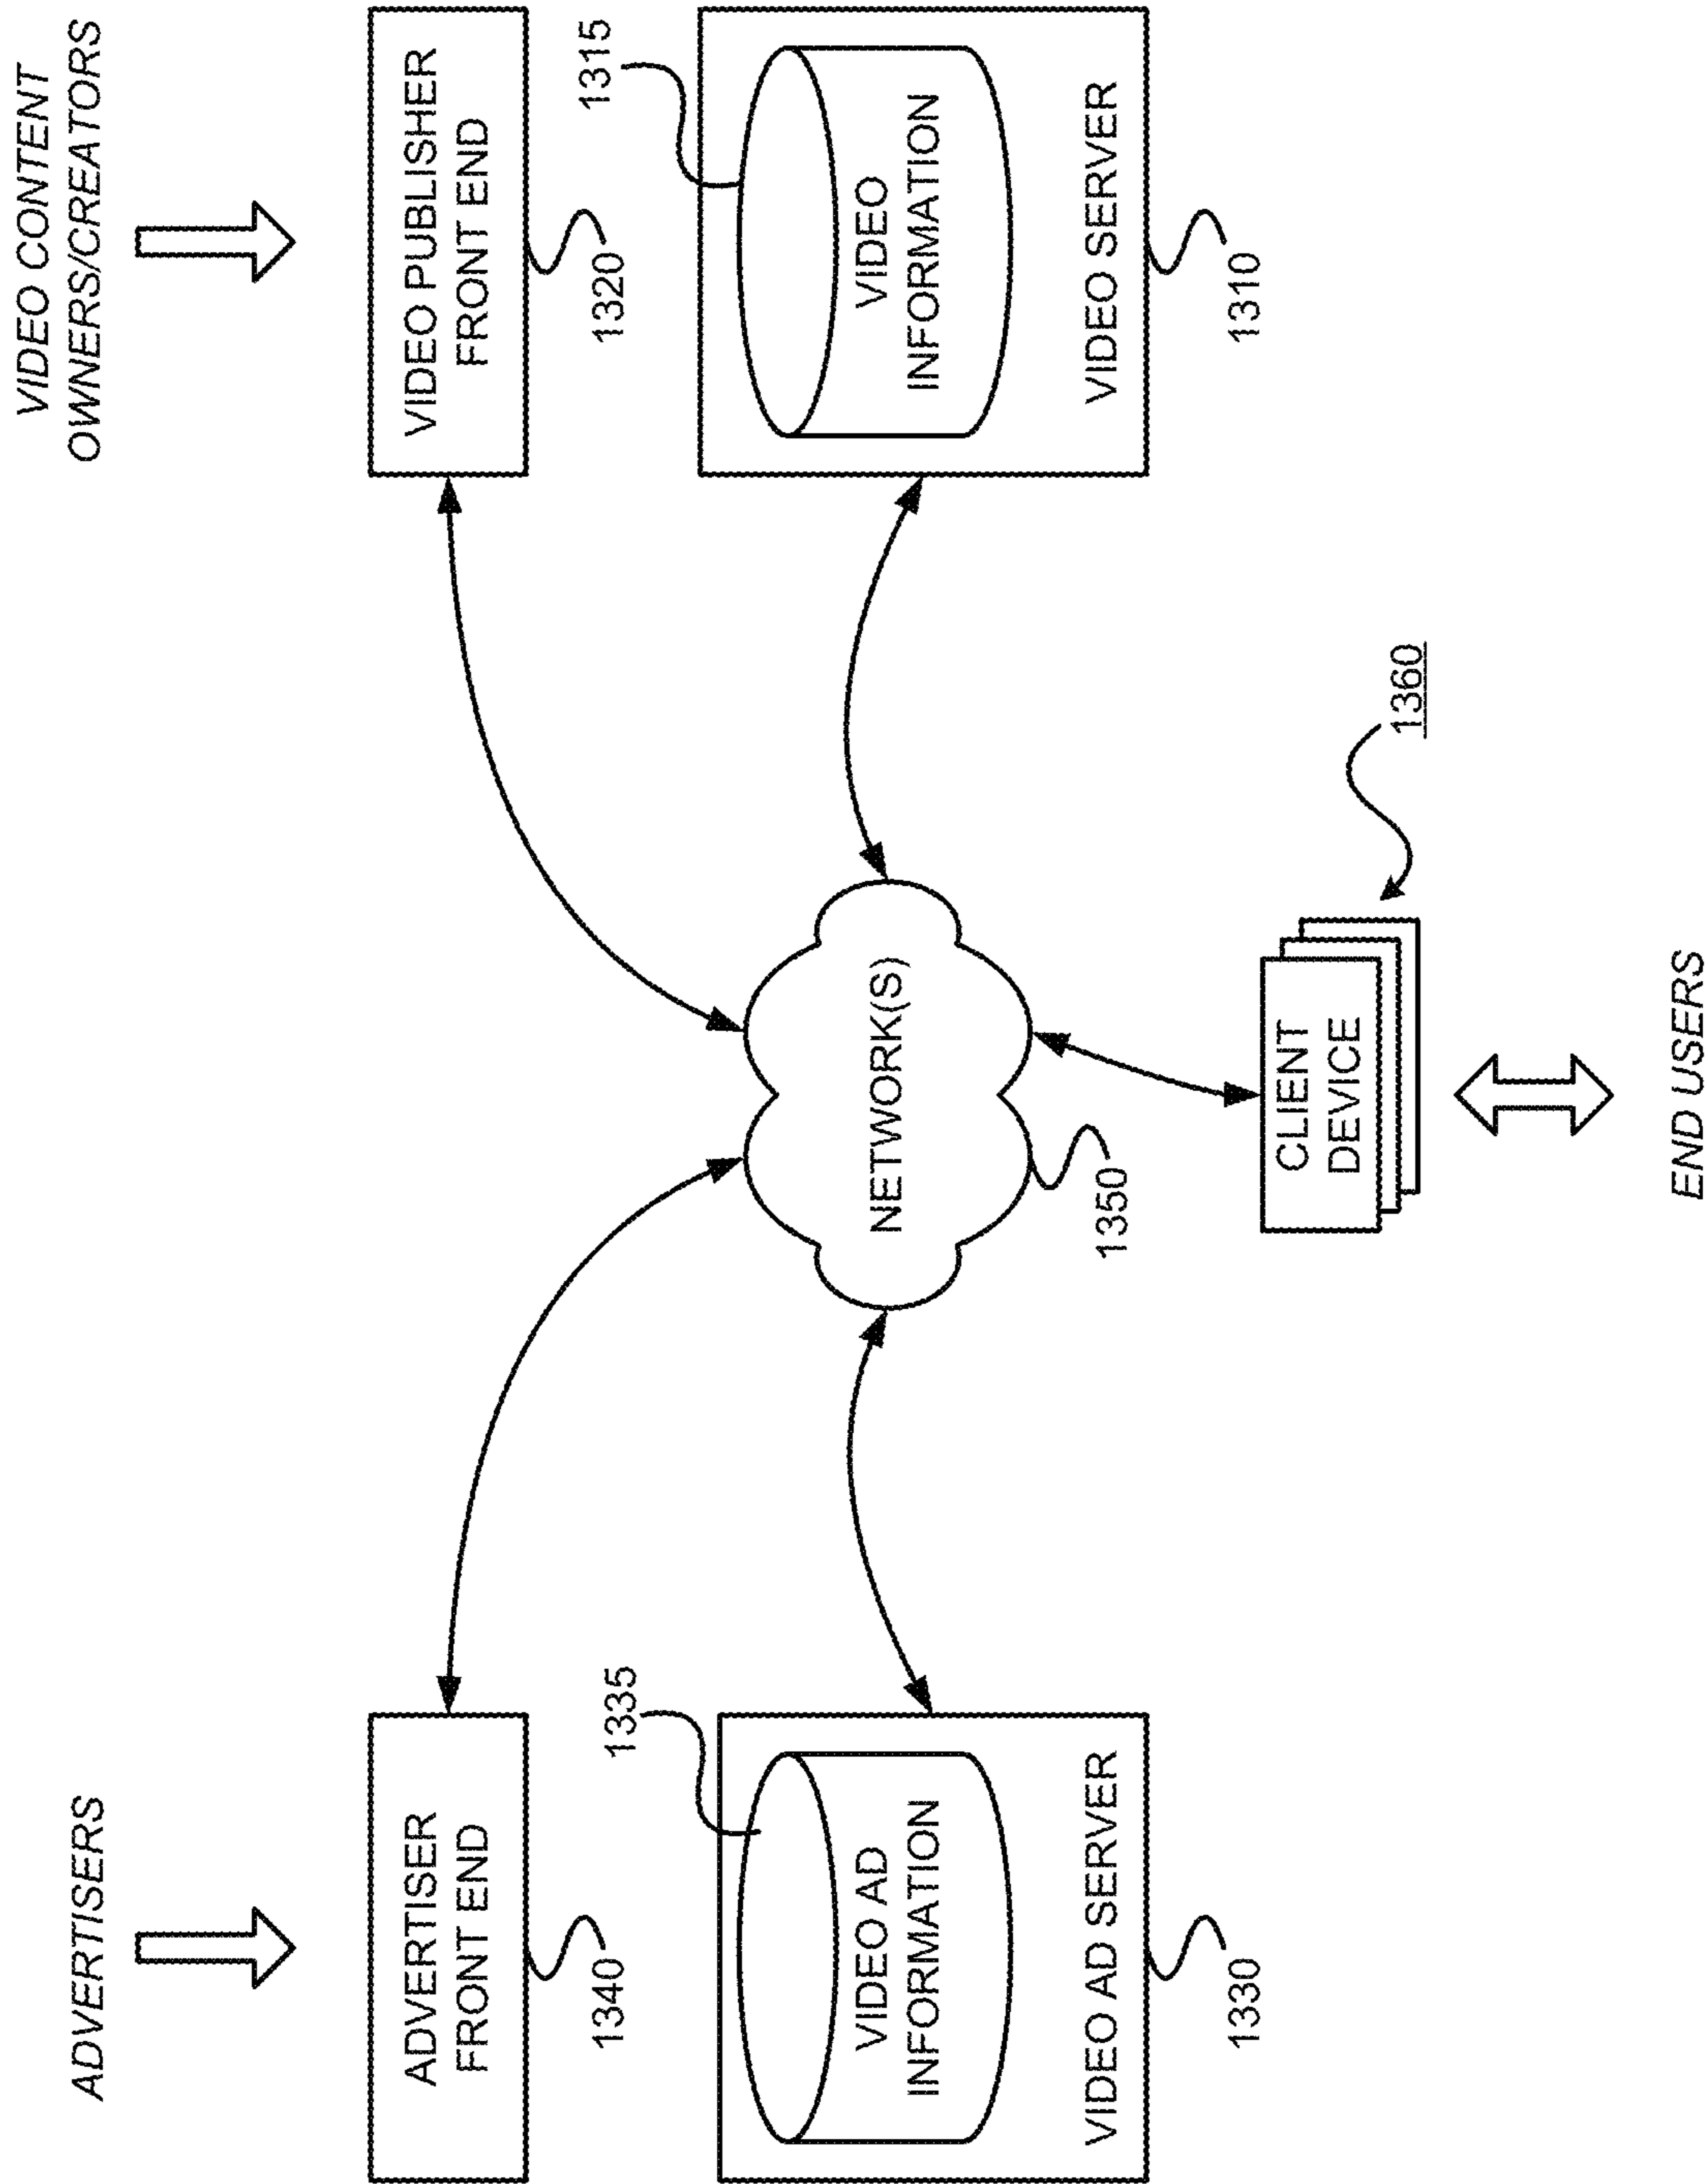 ADVERTISERS
VIDEO CONTENT
OWNERS/CREATORS
ADVERTISER
FRONT END
1340
VIDEO PUBLISHER
FRONT END
1320
1335
VIDEO AD
INFORMATION
VIDEO AD SERVER
1330
NETWORK(S)
1350
1315
VIDEO
INFORMATION
VIDEO SERVER
1310
CLIENT
DEVICE
1360
END USERS